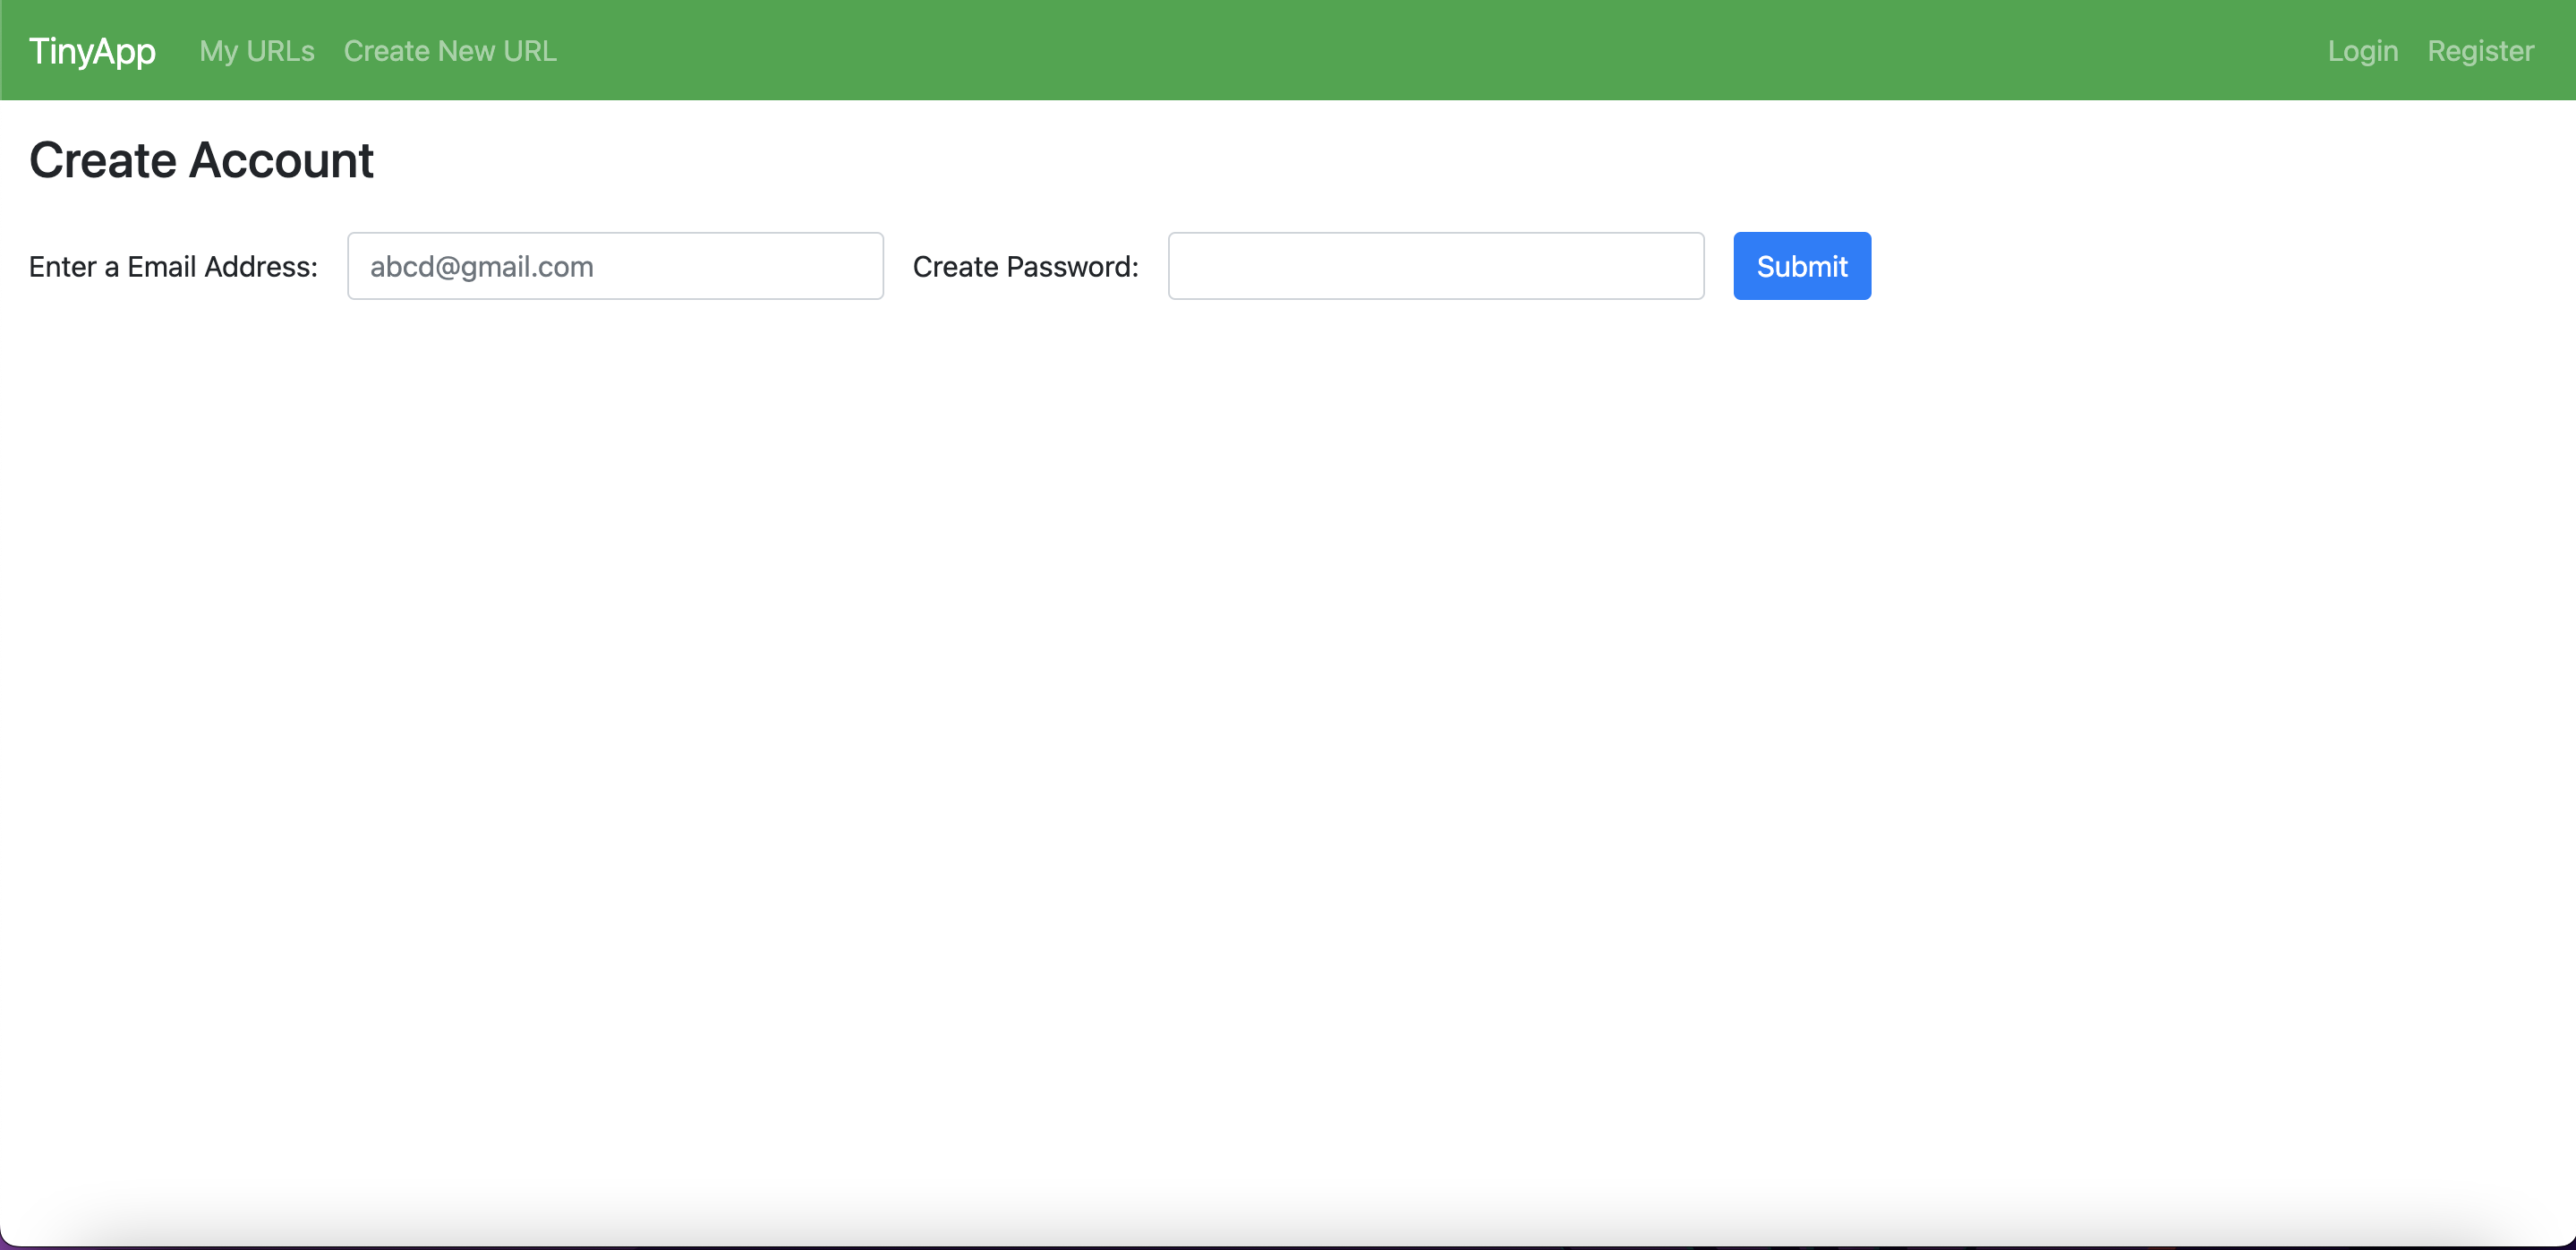 TinyApp My URLs Create New URL Login Register
Create Account
Enter a Email Address: abcd@gmail.com Create Password: Submit